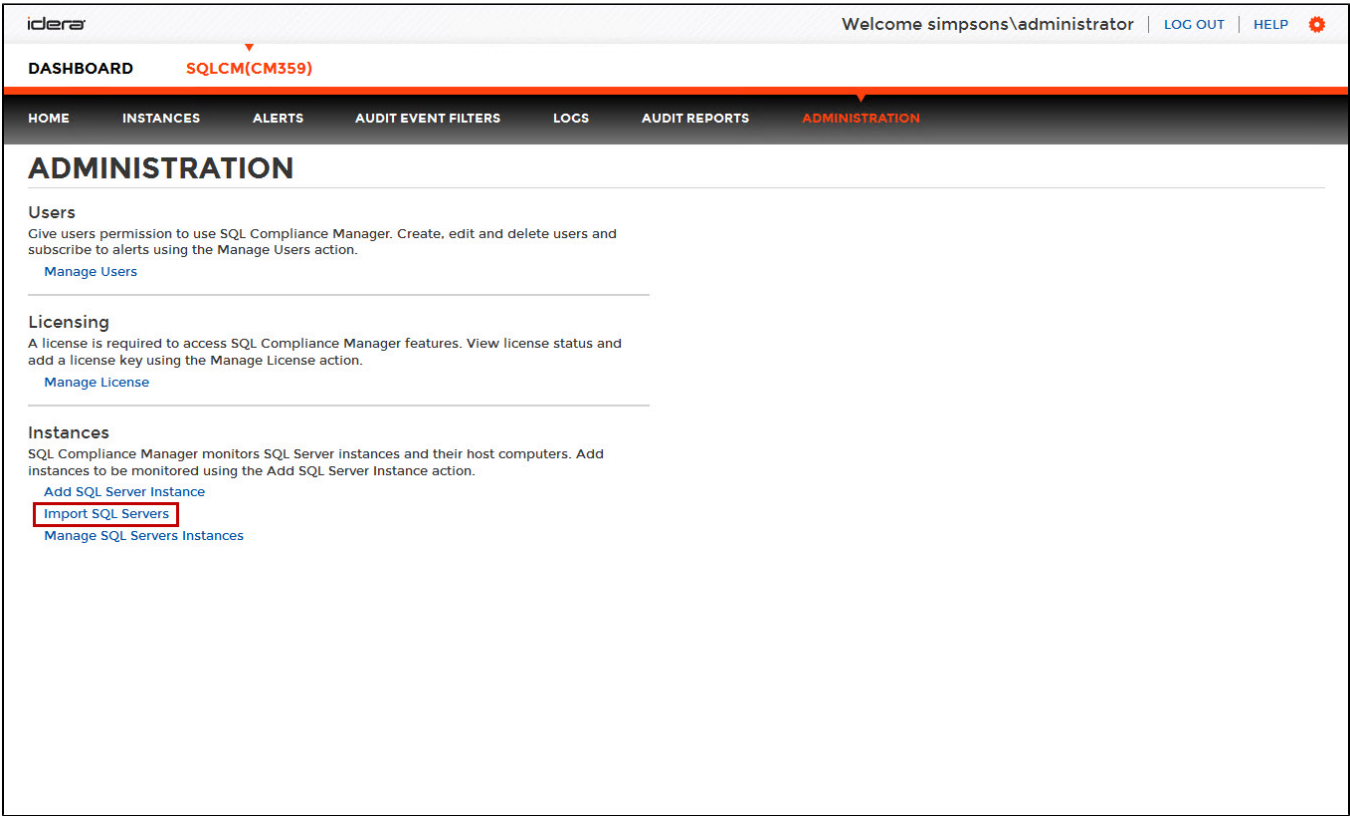 idera
Welcome simpsons\administrator | LOG OUT | HELP
DASHBOARD SQLCM(CM359)
HOME INSTANCES ALERTS AUDIT EVENT FILTERS LOGS AUDIT REPORTS ADMINISTRATION
ADMINISTRATION
Users
Give users permission to use SQL Compliance Manager. Create, edit and delete users and
subscribe to alerts using the Manage Users action.
Manage Users
Licensing
A license is required to access SQL Compliance Manager features. View license status and
add a license key using the Manage License action.
Manage License
Instances
SQL Compliance Manager monitors SQL Server instances and their host computers. Add
instances to be monitored using the Add SQL Server Instance action.
Add SQL Server Instance
Import SQL Servers
Manage SQL Servers Instances